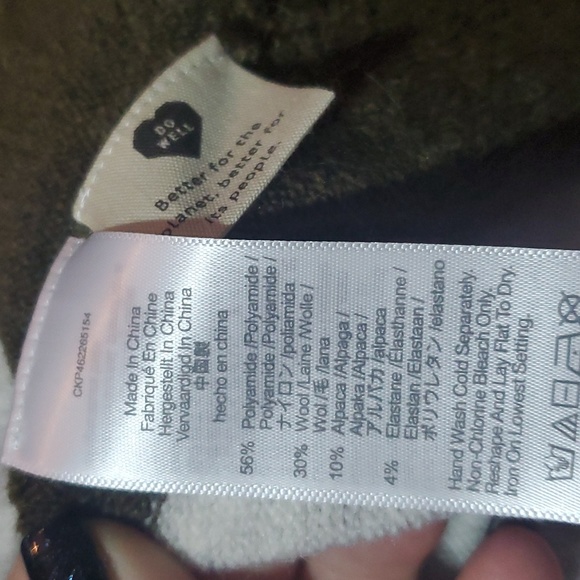 DO
WELL
Better for the
planet, better for
its people.
CKP462265154
Made In China
Fabriqué En Chine
Hergestellt In China
Vervaardigd In China
中國製
hecho en china
56% Polyamide /Polyamide /
Polyamide /Polyamide /
ナイロン /poliamida
30% Wool /Laine /Wolle /
Wol /毛 /lana
10% Alpaca /Alpaga /
Alpaka /Alpaca /
アルパカ /alpaca
4% Elastane /Elasthanne /
Elastan /Elastaan /
ポリウレタン /elastano
Hand Wash Cold Separately.
Non-Chlorine Bleach Only.
Reshape And Lay Flat To Dry.
Iron On Lowest Setting.